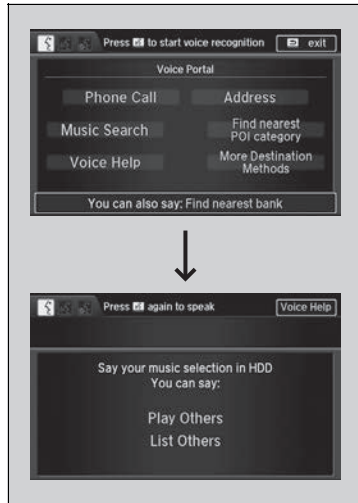 Press to start voice recognition
exit
Voice Portal
Phone Call
Address
Music Search
Find nearest
POI category
Voice Help
More Destination
Methods
You can also say: Find nearest bank
Press again to speak
Voice Help
Say your music selection in HDD
You can say:
Play Others
List Others